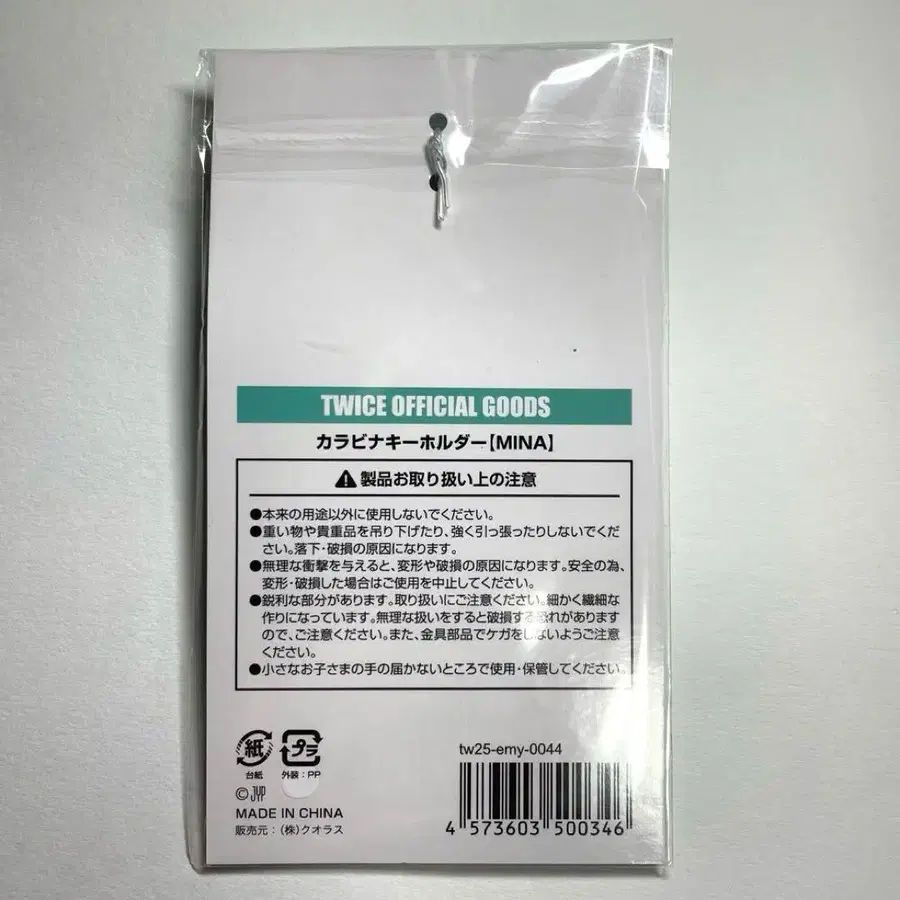 TWICE OFFICIAL GOODS
カラビナキーホルダー【MINA】
製品お取り扱い上の注意
●本来の用途以外に使用しないでください。
●重い物や貴重品を吊り下げたり、強く引っ張ったりしないでくだ
さい。落下・破損の原因になります。
●無理な衝撃を与えると、変形や破損の原因になります。安全の為、
変形・破損した場合はご使用を中止してください。
●鋭利な部分があります。取り扱いにご注意ください。細かく繊細な
作りになっています。無理な扱いをすると破損する恐れがあります
ので、ご注意ください。また、金具部品でケガをしないようご注意
ください。
●小さなお子さまの手の届かないところで使用・保管してください。
紙 プラ
台紙 外装:PP
tw25-emy-0044
© JYP
MADE IN CHINA
販売元:(株)クオラス
4 573603 500346